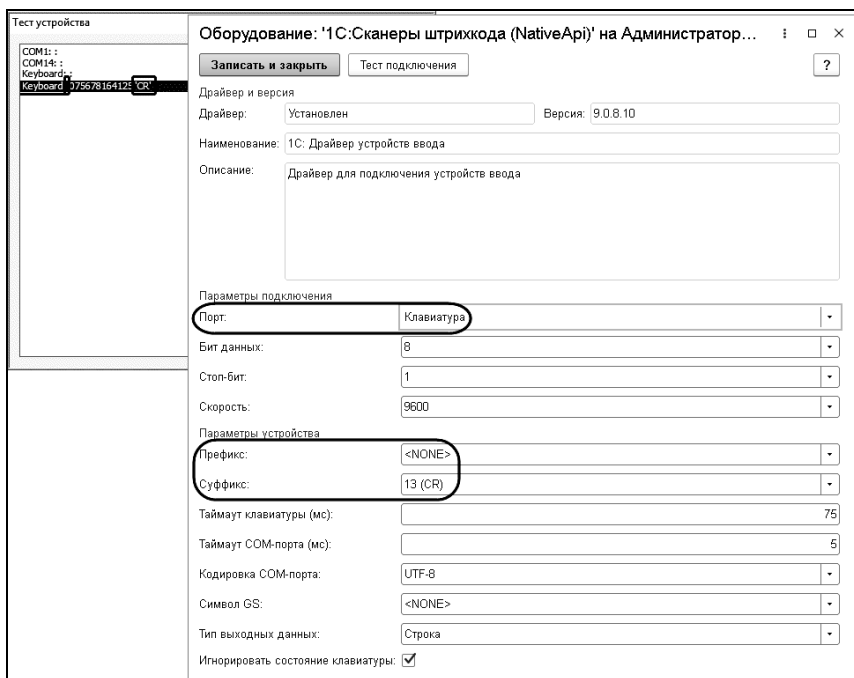 Тест устройства
COM1: :
COM14: :
Keyboard: :
Keyboard 075678164125 'CR'
Оборудование: '1С:Сканеры штрихкода (NativeApi)' на Администратор...
Записать и закрыть Тест подключения ?
Драйвер и версия
Драйвер: Установлен Версия: 9.0.8.10
Наименование: 1С: Драйвер устройств ввода
Описание: Драйвер для подключения устройств ввода
Параметры подключения
Порт: Клавиатура
Бит данных: 8
Стоп-бит: 1
Скорость: 9600
Параметры устройства
Префикс: <NONE>
Суффикс: 13 (CR)
Таймаут клавиатуры (мс): 75
Таймаут COM-порта (мс): 5
Кодировка COM-порта: UTF-8
Символ GS: <NONE>
Тип выходных данных: Строка
Игнорировать состояние клавиатуры: